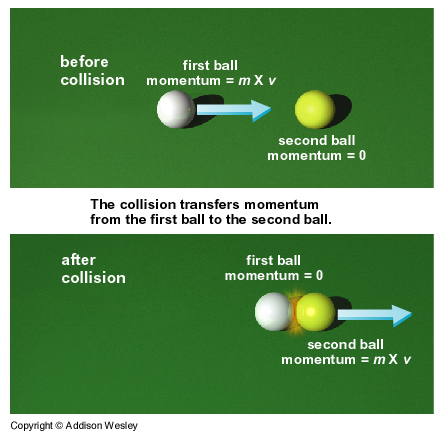 before
collision
first ball
momentum = m X v
second ball
momentum = 0
The collision transfers momentum
from the first ball to the second ball.
after
collision
first ball
momentum = 0
second ball
momentum = m X v
Copyright © Addison Wesley